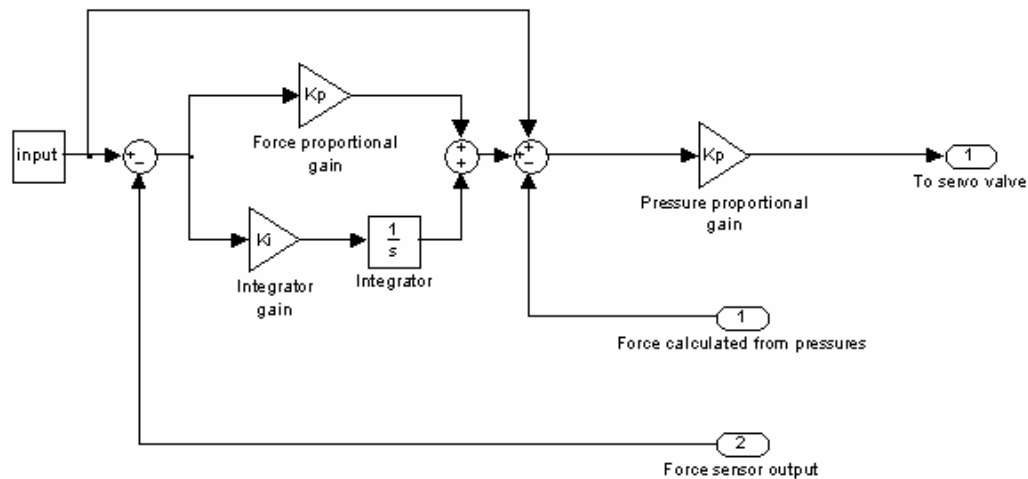 Kp
Force proportional
gain
input
+
−
+
+
+
+
−
Kp
Pressure proportional
gain
1
To servo valve
Ki
Integrator
gain
1
s
Integrator
1
Force calculated from pressures
2
Force sensor output